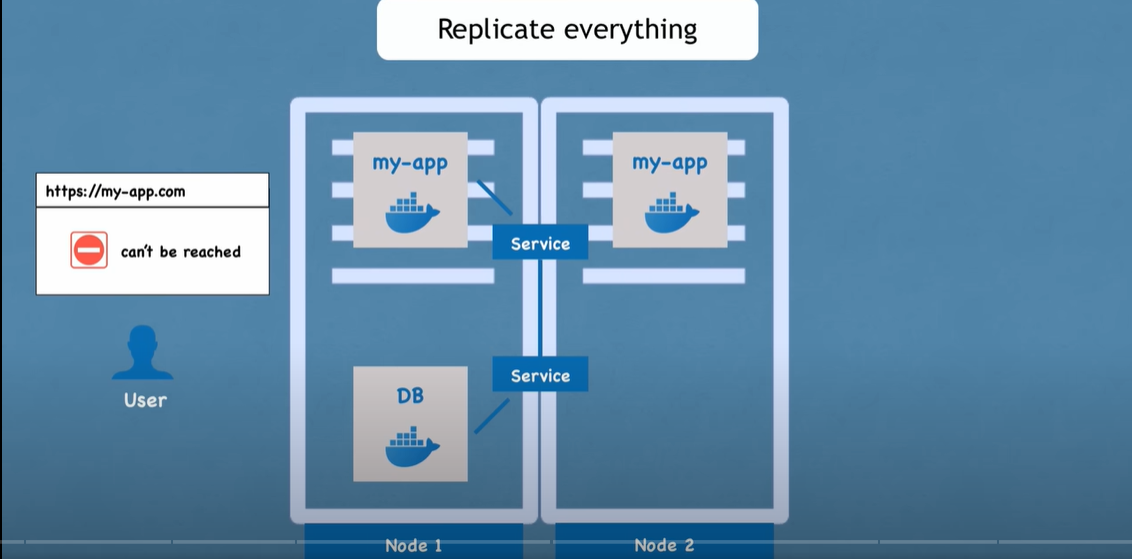 Replicate everything
https://my-app.com
can't be reached
User
my-app
my-app
Service
Service
DB
Node 1
Node 2